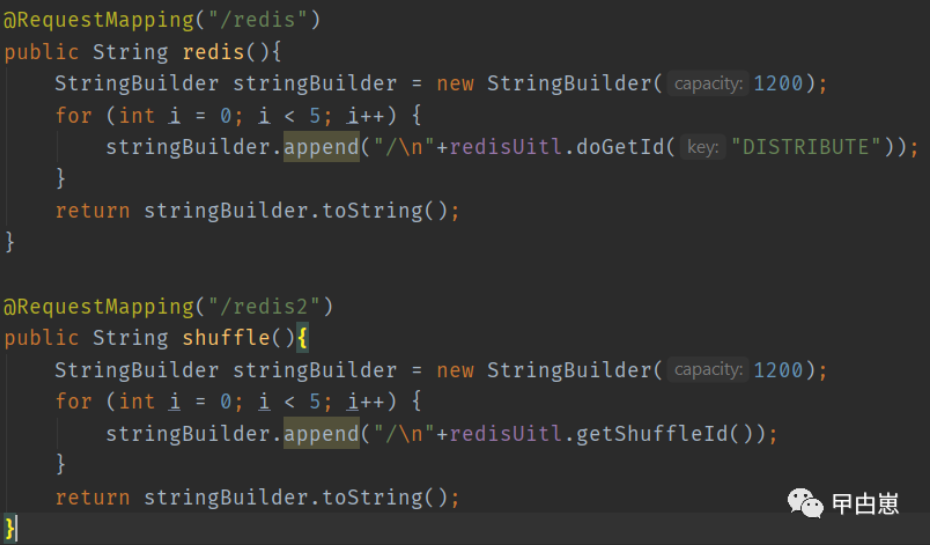 @RequestMapping("/redis")
public String redis(){
    StringBuilder stringBuilder = new StringBuilder( capacity: 1200);
    for (int i = 0; i < 5; i++) {
        stringBuilder.append("/\n"+redisUitl.doGetId( key: "DISTRIBUTE"));
    }
    return stringBuilder.toString();
}
@RequestMapping("/redis2")
public String shuffle(){
    StringBuilder stringBuilder = new StringBuilder( capacity: 1200);
    for (int i = 0; i < 5; i++) {
        stringBuilder.append("/\n"+redisUitl.getShuffleId());
    }
    return stringBuilder.toString();
}
曱甴崽